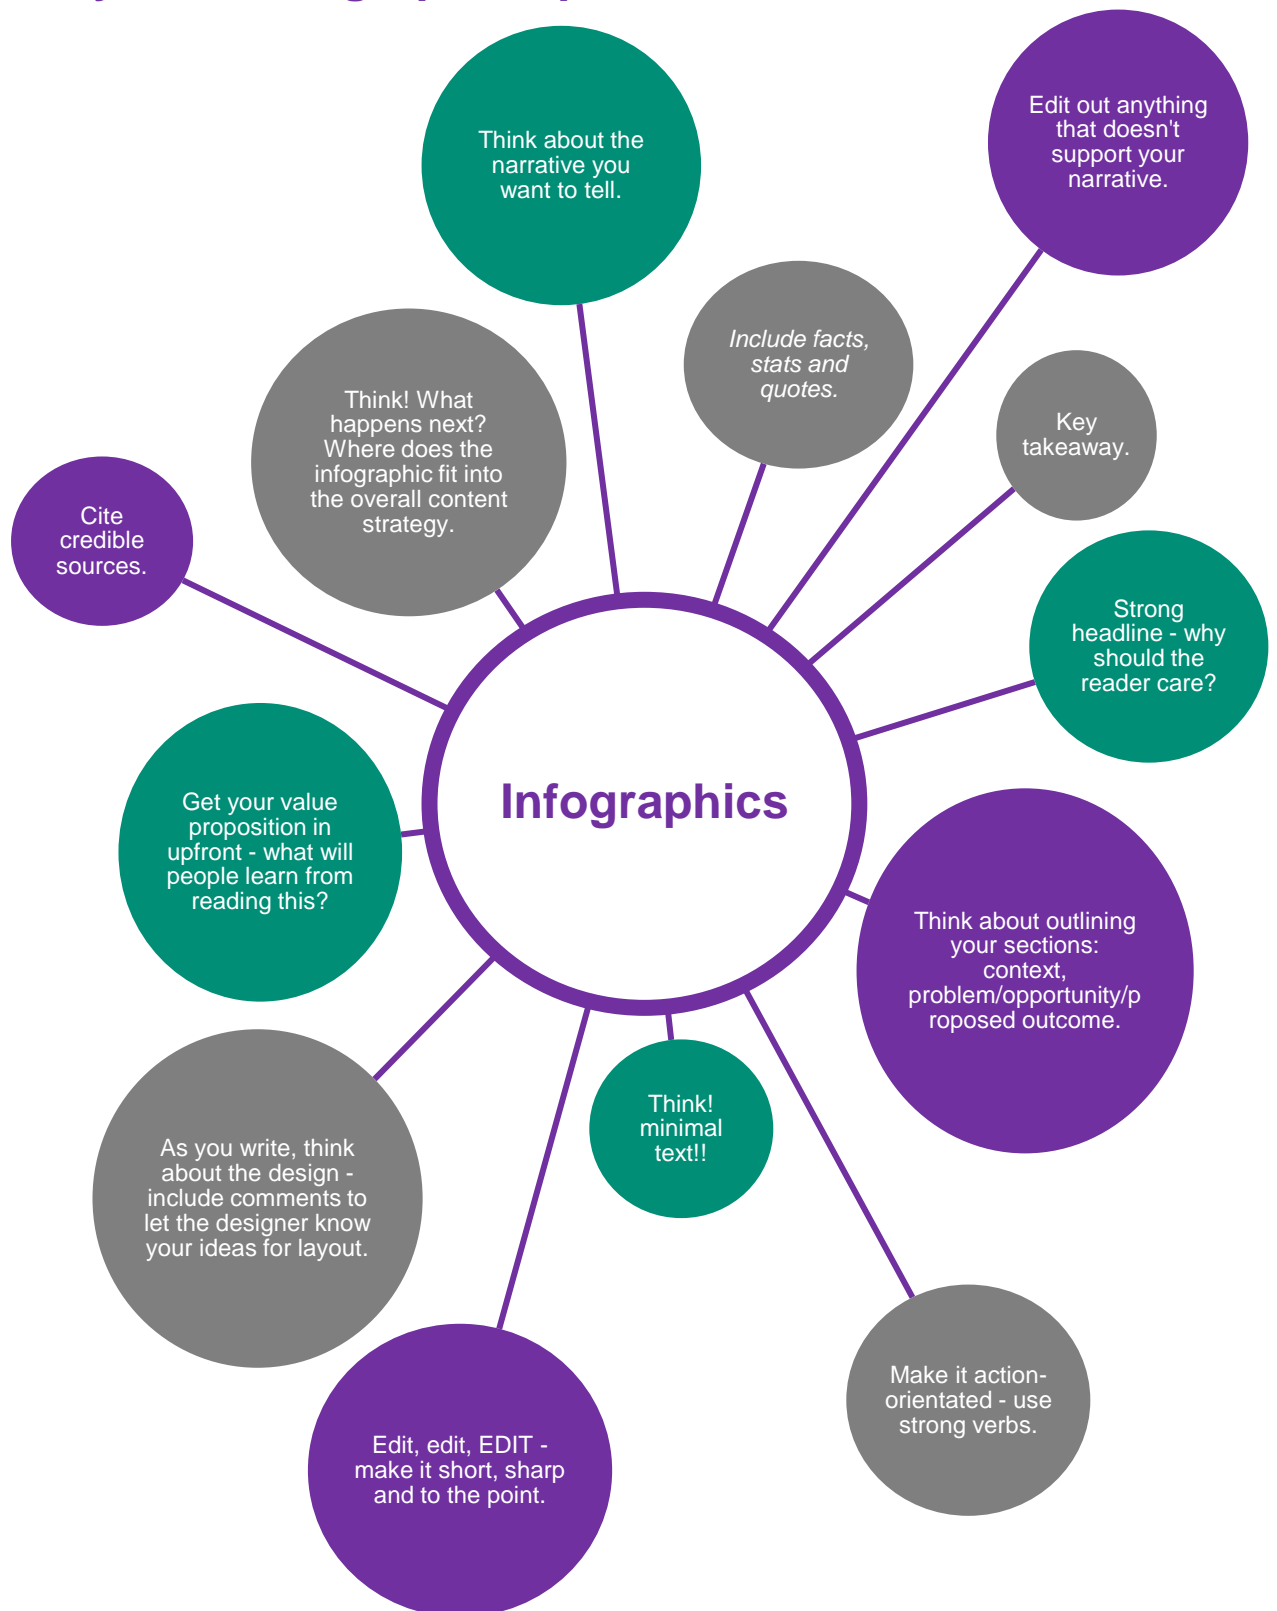 Think about the
narrative you
want to tell.
Edit out anything
that doesn't
support your
narrative.
Include facts,
stats and
quotes.
Key
takeaway.
Think! What
happens next?
Where does the
infographic fit into
the overall content
strategy.
Cite
credible
sources.
Strong
headline - why
should the
reader care?
Infographics
Get your value
proposition in
upfront - what will
people learn from
reading this?
Think about outlining
your sections:
context,
problem/opportunity/p
roposed outcome.
Think!
minimal
text!!
As you write, think
about the design -
include comments to
let the designer know
your ideas for layout.
Make it action-
orientated - use
strong verbs.
Edit, edit, EDIT -
make it short, sharp
and to the point.